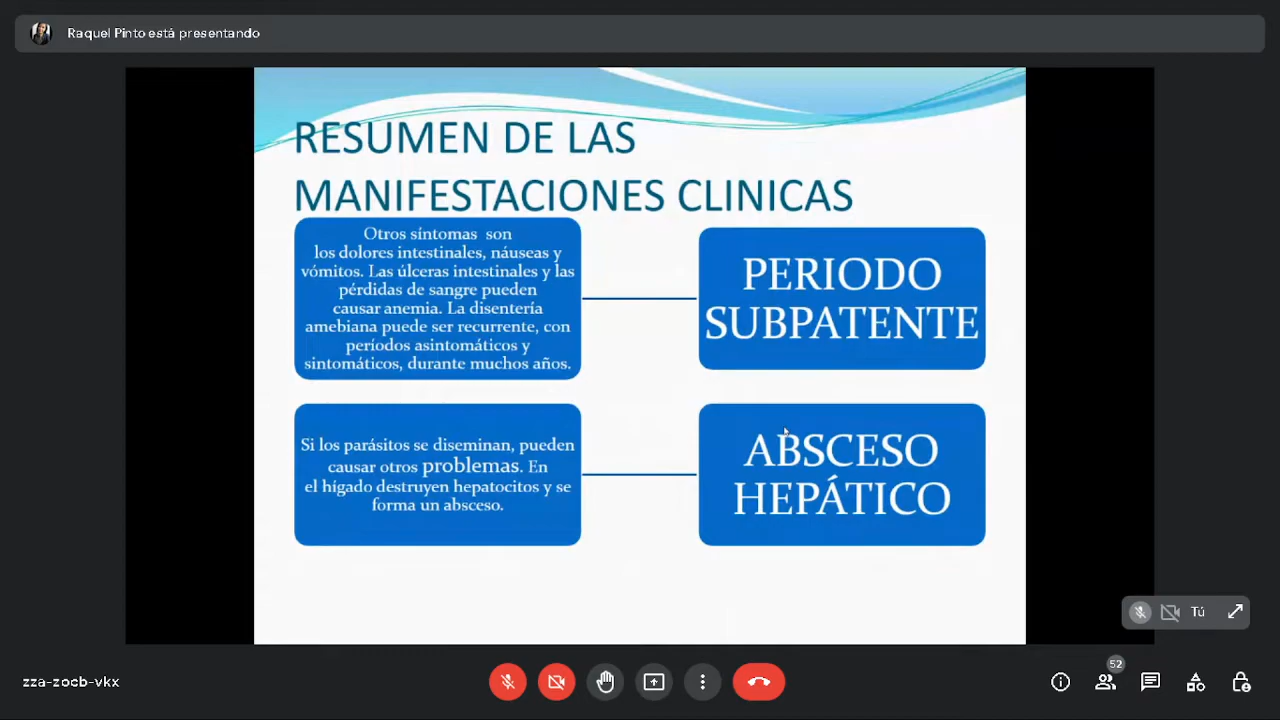 Raquel Pinto está presentando
RESUMEN DE LAS
MANIFESTACIONES CLINICAS
Otros síntomas son
los dolores intestinales, náuseas y
vómitos. Las úlceras intestinales y las
pérdidas de sangre pueden
causar anemia. La disentería
amebiana puede ser recurrente, con
períodos asintomáticos y
sintomáticos, durante muchos años.
PERIODO
SUBPATENTE
Si los parásitos se diseminan, pueden
causar otros problemas. En
el hígado destruyen hepatocitos y se
forma un absceso.
ABSCESO
HEPÁTICO
Tú
zza-zocb-vkx
52